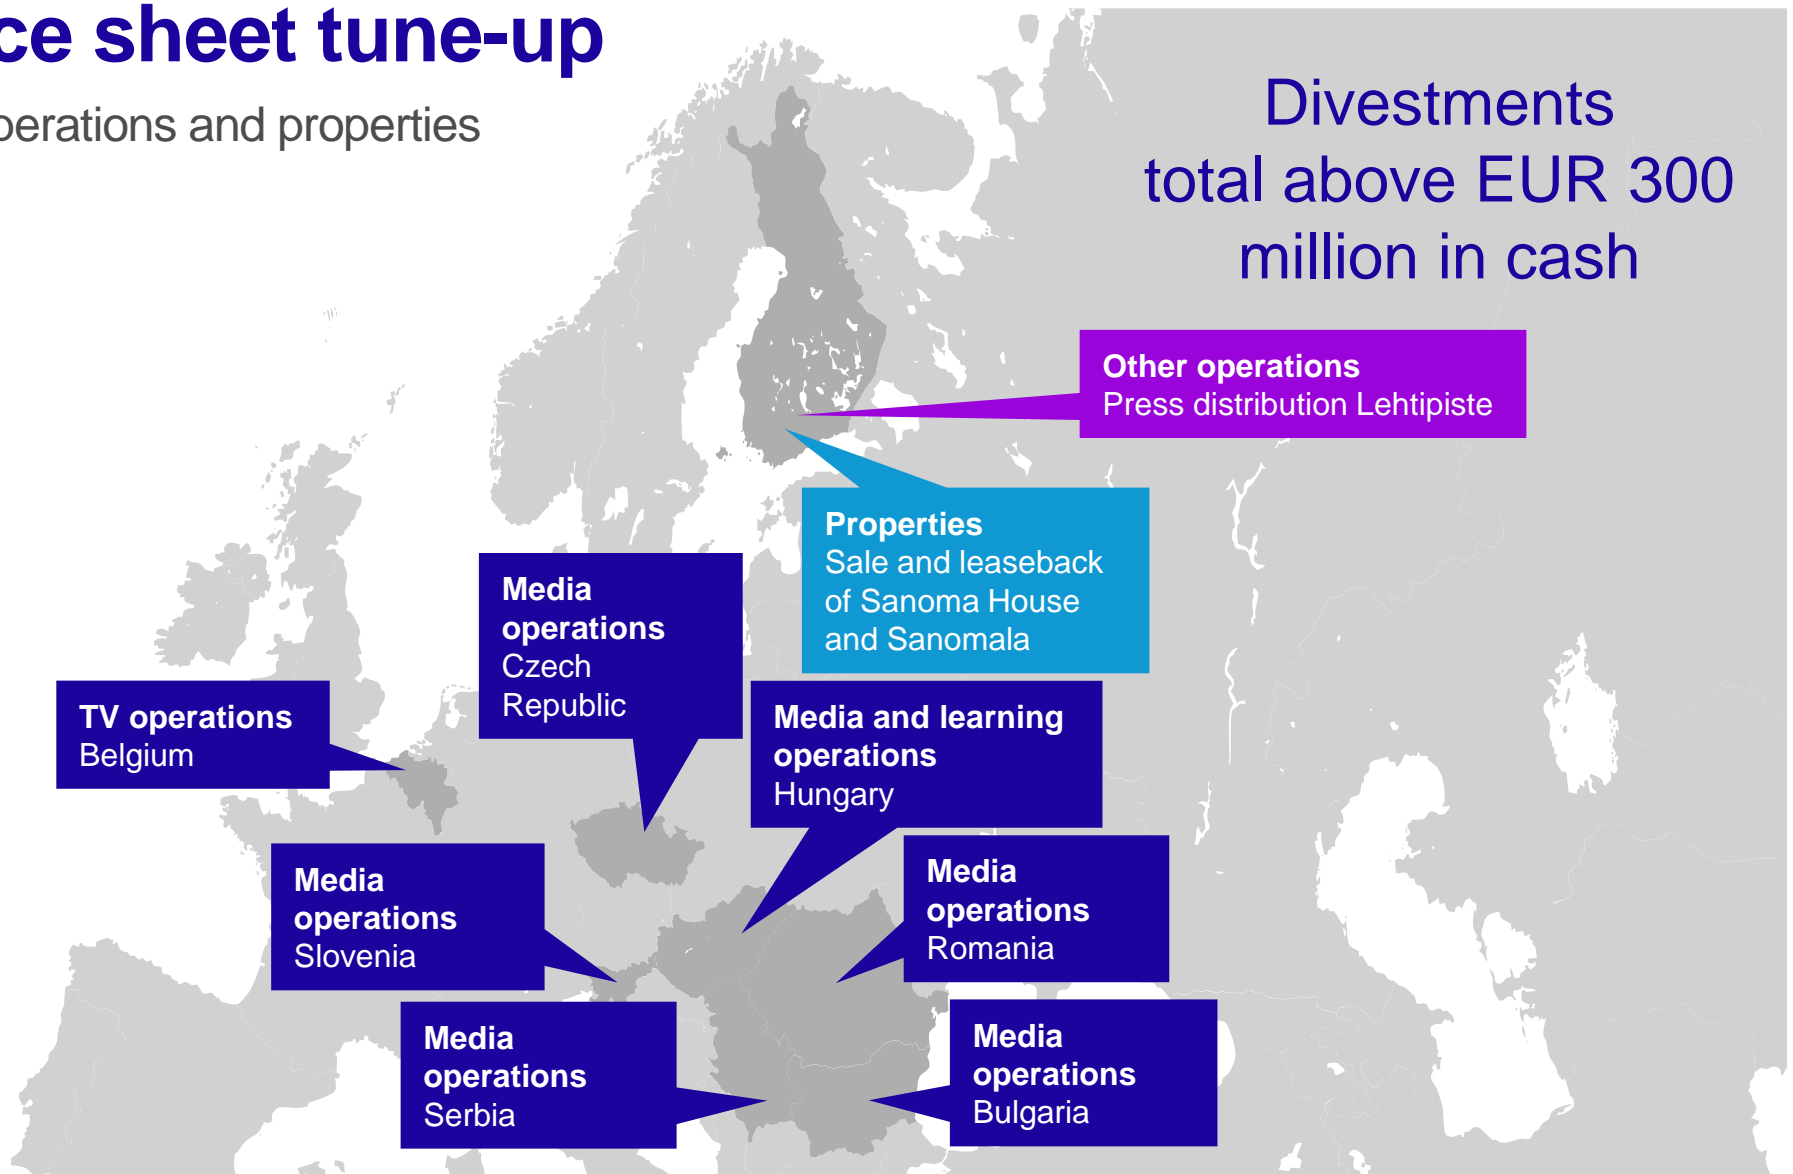 ce sheet tune-up
perations and properties
Divestments
total above EUR 300
million in cash
Other operations
Press distribution Lehtipiste
Properties
Sale and leaseback
of Sanoma House
and Sanomala
Media
operations
Czech
Republic
TV operations
Belgium
Media and learning
operations
Hungary
Media
operations
Slovenia
Media
operations
Romania
Media
operations
Serbia
Media
operations
Bulgaria